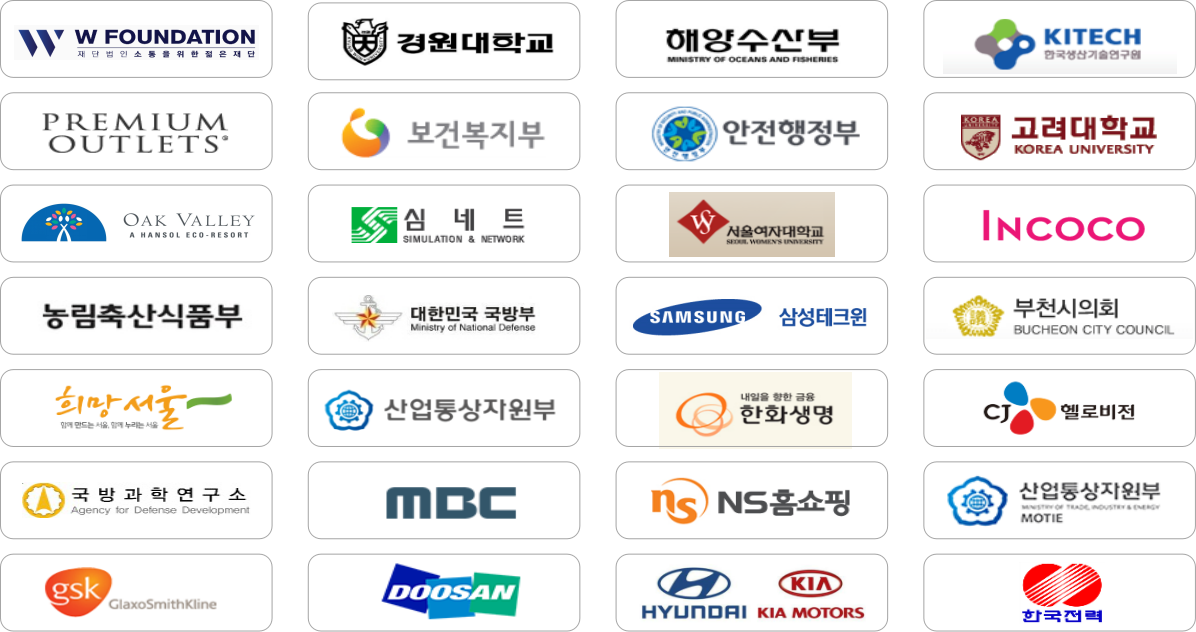 W FOUNDATION
재단법인 소통을위한젊은재단
경원대학교
해양수산부
MINISTRY OF OCEANS AND FISHERIES
KITECH
한국생산기술연구원
PREMIUM
OUTLETS®
보건복지부
안전행정부
KOREA
UNIVERSITY
고려대학교
KOREA UNIVERSITY
OAK VALLEY
A HANSOL ECO-RESORT
심네트
SIMULATION & NETWORK
서울여자대학교
SEOUL WOMEN'S UNIVERSITY
INCOCO
농림축산식품부
대한민국 국방부
Ministry of National Defense
SAMSUNG 삼성테크윈
議
부천시의회
BUCHEON CITY COUNCIL
희망서울
함께 만드는 서울, 함께 누리는 서울
산업통상자원부
내일을 향한 금융
한화생명
CJ 헬로비전
국방과학연구소
Agency for Defense Development
MBC
ns NS홈쇼핑
산업통상자원부
MINISTRY OF TRADE, INDUSTRY & ENERGY
MOTIE
gsk GlaxoSmithKline
DOOSAN
HYUNDAI
KIA
KIA MOTORS
한국전력